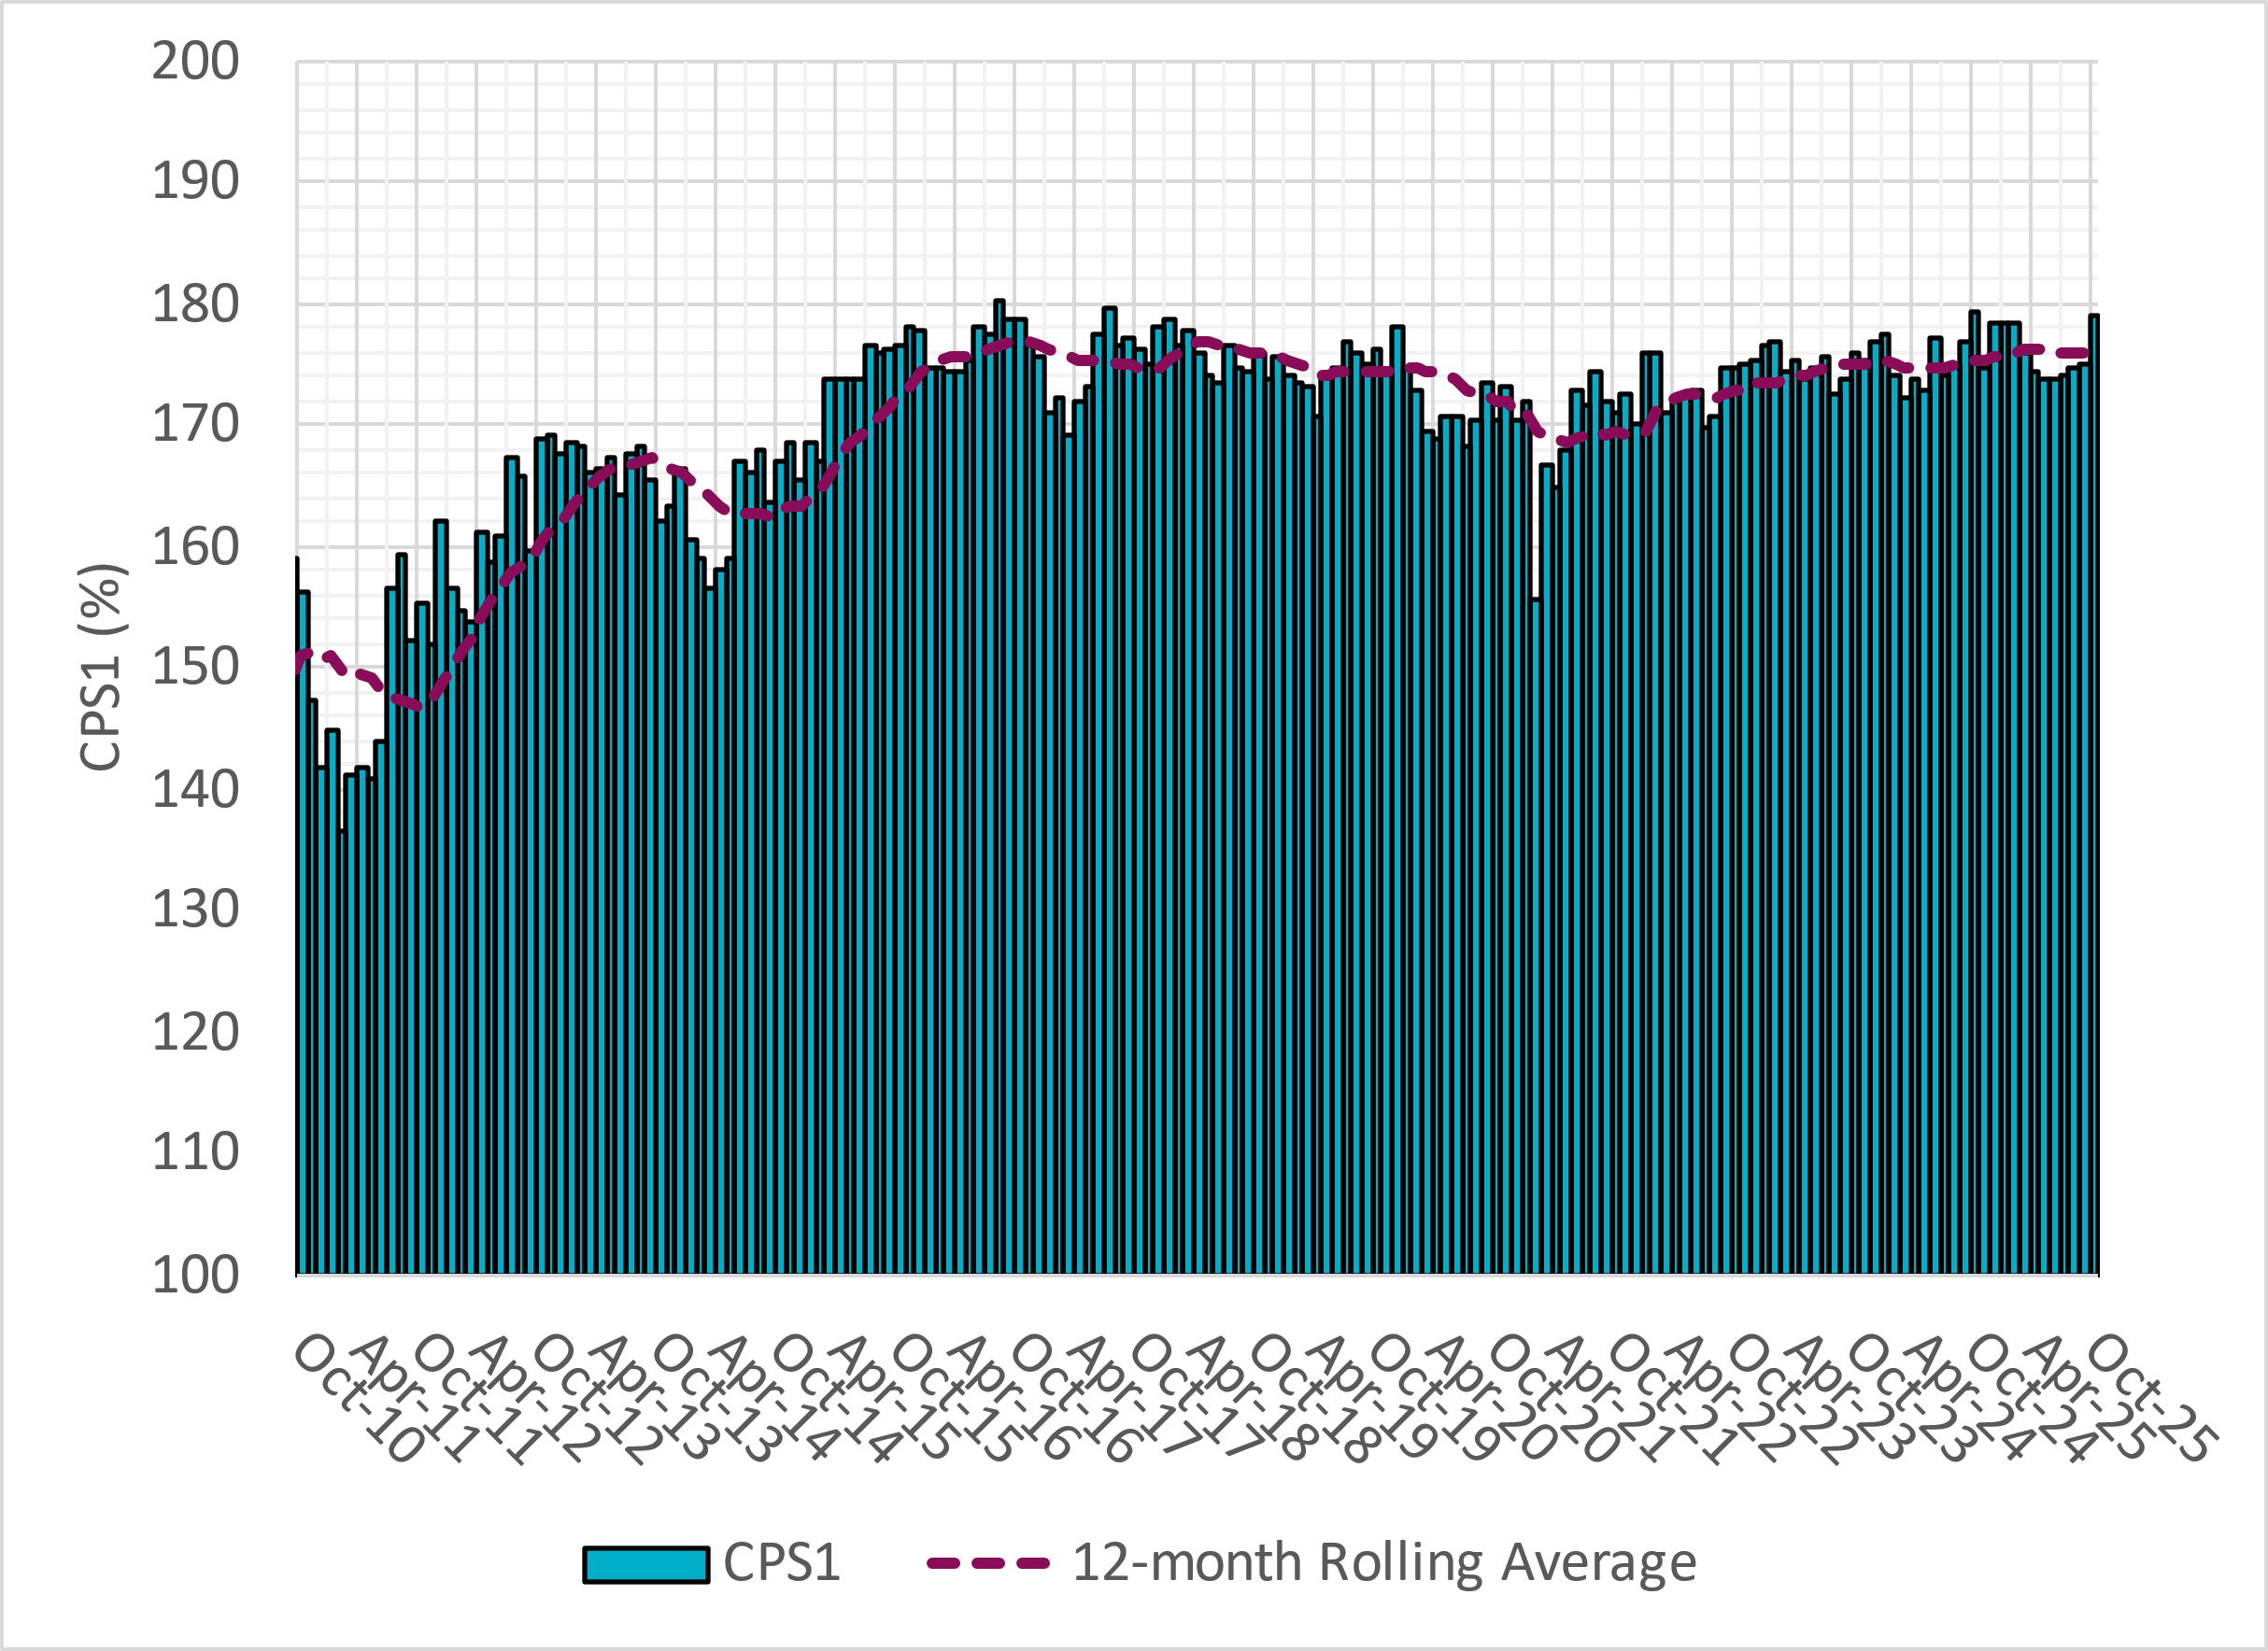 200
190
180
170
160
150
140
130
120
110
100
CPS1 (%)
Oct-10
Apr-11
Oct-11
Apr-12
Oct-12
Apr-13
Oct-13
Apr-14
Oct-14
Apr-15
Oct-15
Apr-16
Oct-16
Apr-17
Oct-17
Apr-18
Oct-18
Apr-19
Oct-19
Apr-20
Oct-20
Apr-21
Oct-21
Apr-22
Oct-22
Apr-23
Oct-23
Apr-24
Oct-24
Apr-25
Oct-25
CPS1
12-month Rolling Average